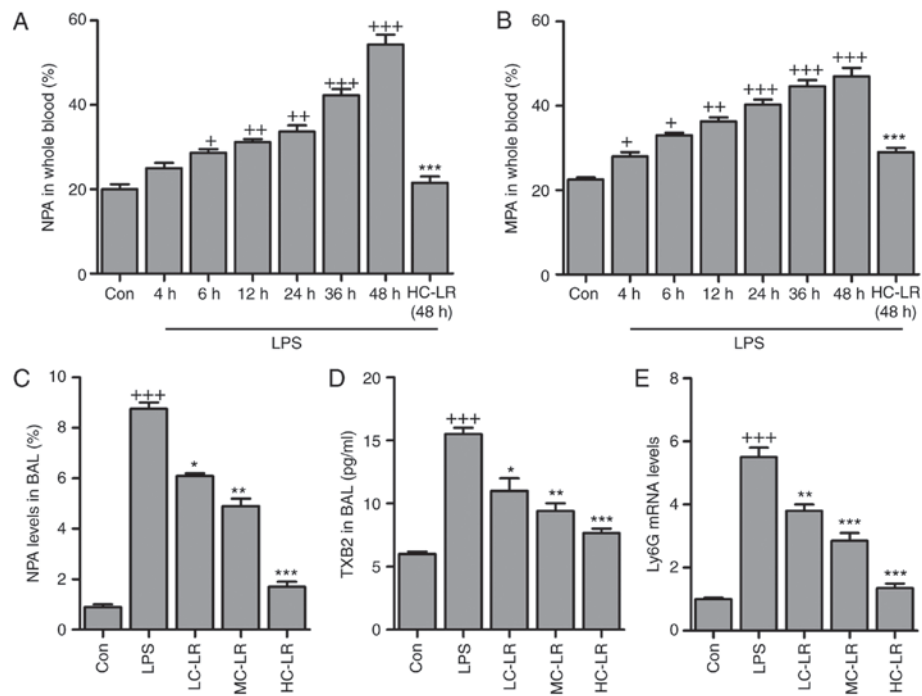 A
NPA in whole blood (%)
60
40
20
0
+
++
++
+++
+++
***
Con 4 h 6 h 12 h 24 h 36 h 48 h HC-LR
(48 h)
LPS
B
MPA in whole blood (%)
60
40
20
0
+
+
++
+++
+++
+++
***
Con 4 h 6 h 12 h 24 h 36 h 48 h HC-LR
(48 h)
LPS
C
NPA levels in BAL (%)
10
8
6
4
2
0
+++
*
**
***
Con
LPS
LC-LR
MC-LR
HC-LR
D
TXB2 in BAL (pg/ml)
20
15
10
5
0
+++
*
**
***
Con
LPS
LC-LR
MC-LR
HC-LR
E
Ly6G mRNA levels
8
6
4
2
0
+++
**
***
***
Con
LPS
LC-LR
MC-LR
HC-LR